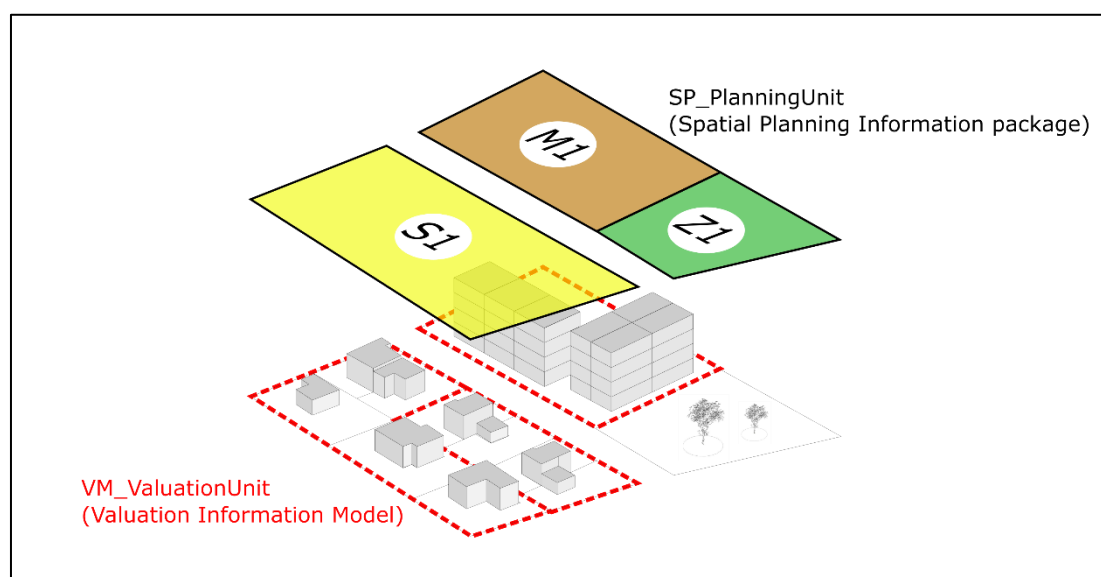 SP_PlanningUnit
(Spatial Planning Information package)
M1
Z1
S1
VM_ValuationUnit
(Valuation Information Model)